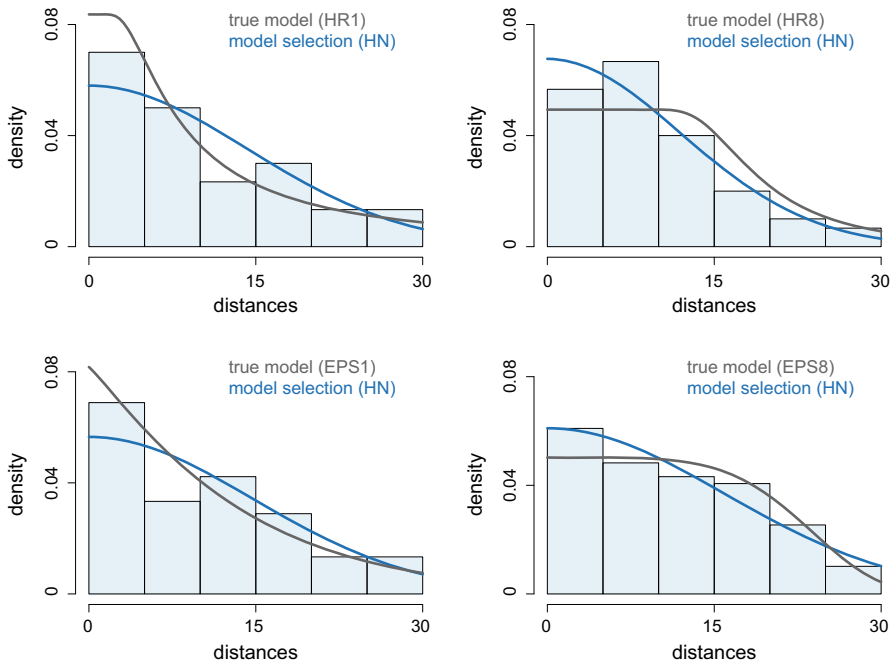 true model (HR1)
model selection (HN)
density
0.08
0.04
0
0 15 30
distances
true model (HR8)
model selection (HN)
density
0.08
0.04
0
0 15 30
distances
true model (EPS1)
model selection (HN)
density
0.08
0.04
0
0 15 30
distances
true model (EPS8)
model selection (HN)
density
0.08
0.04
0
0 15 30
distances